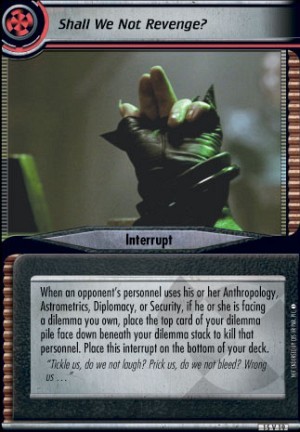 Shall We Not Revenge?
Interrupt
When an opponent's personnel uses his or her Anthropology,
Astrometrics, Diplomacy, or Security, if he or she is facing
a dilemma you own, place the top card of your dilemma
pile face down beneath your dilemma stack to kill that
personnel. Place this interrupt on the bottom of your deck.
"Tickle us, do we not laugh? Prick us, do we not bleed? Wrong
us …"